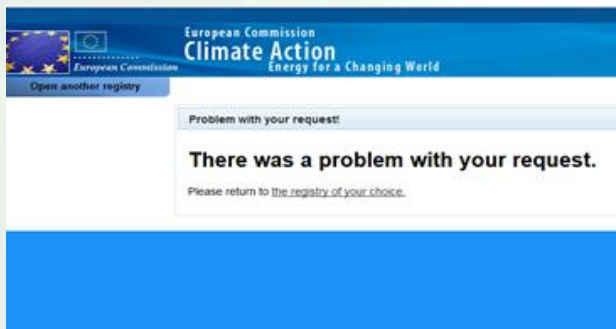 European Commission
Climate Action
Energy for a Changing World
European Commission
Open another registry
Problem with your request!
There was a problem with your request.
Please return to the registry of your choice.